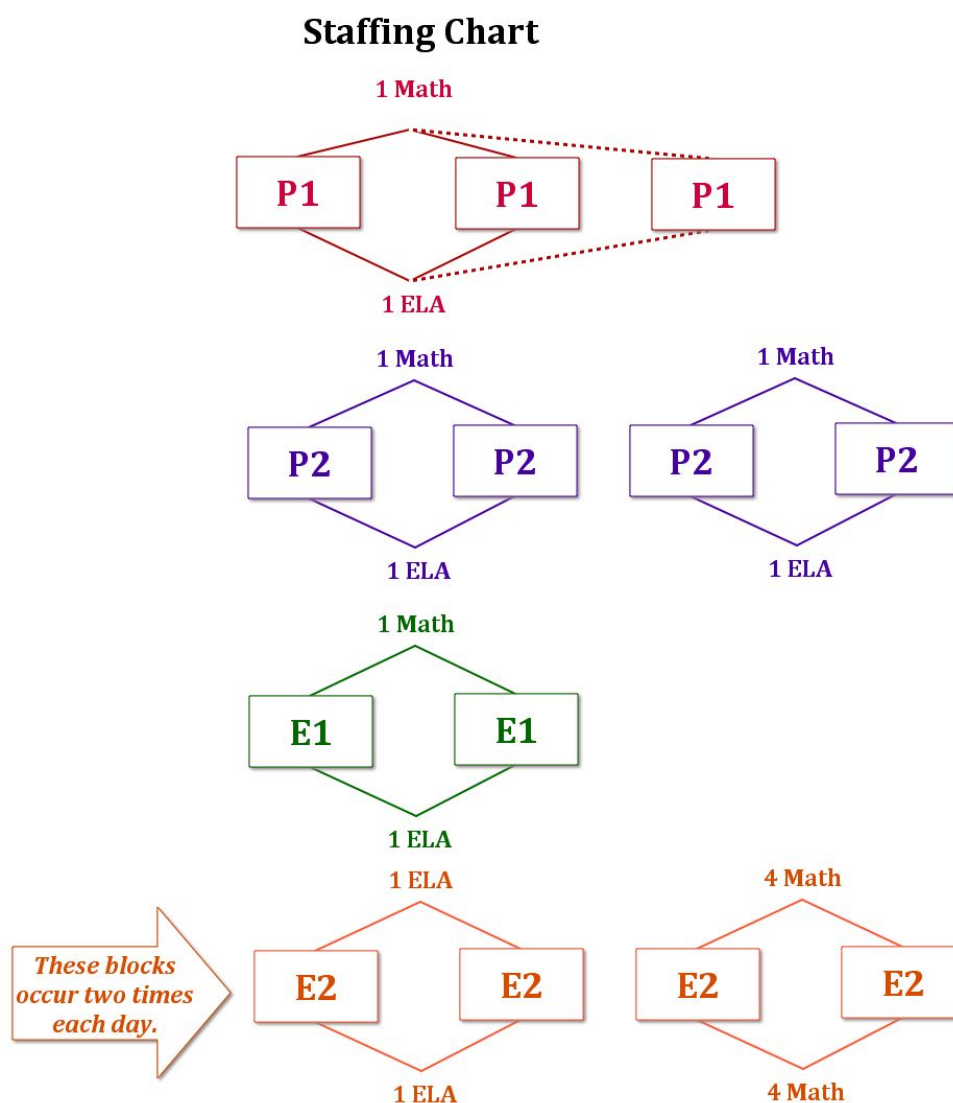 Staffing Chart
1 Math
P1
P1
P1
1 ELA
1 Math
1 Math
P2
P2
P2
P2
1 ELA
1 ELA
1 Math
E1
E1
1 ELA
1 ELA
4 Math
These blocks
occur two times
each day.
E2
E2
E2
E2
1 ELA
4 Math